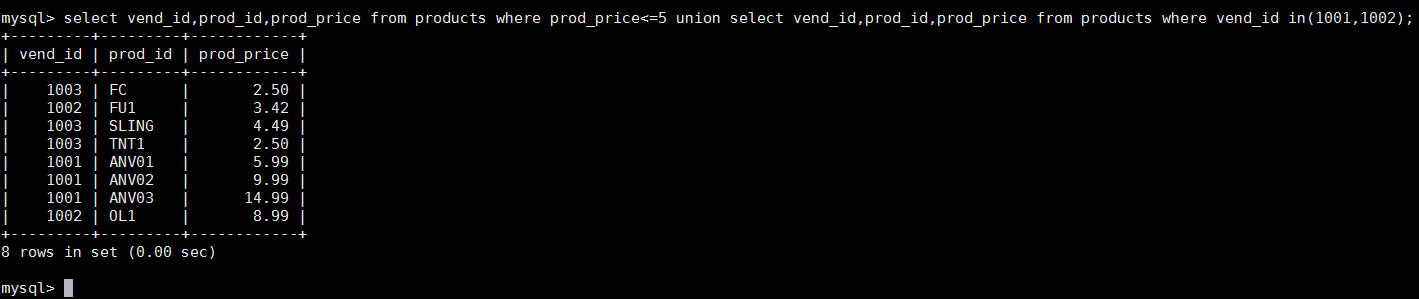 mysql> select vend_id,prod_id,prod_price from products where prod_price<=5 union select vend_id,prod_id,prod_price from products where vend_id in(1001,1002);
+---------+---------+------------+
| vend_id | prod_id | prod_price |
+---------+---------+------------+
|    1003 | FC      |       2.50 |
|    1002 | FU1     |       3.42 |
|    1003 | SLING   |       4.49 |
|    1003 | TNT1    |       2.50 |
|    1001 | ANV01   |       5.99 |
|    1001 | ANV02   |       9.99 |
|    1001 | ANV03   |      14.99 |
|    1002 | OL1     |       8.99 |
+---------+---------+------------+
8 rows in set (0.00 sec)

mysql>